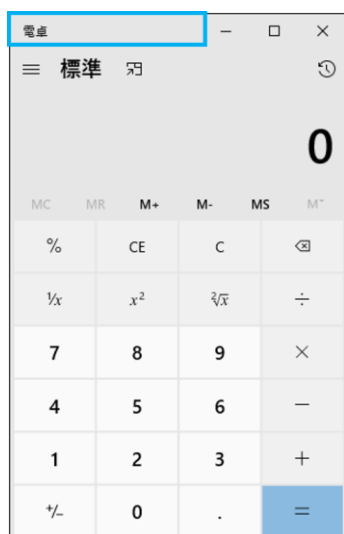 電卓
標準
0
MC MR M+ M- MS M˅
% CE C
¹/x x² ²√x ÷
7 8 9 ×
4 5 6 −
1 2 3 +
+/− 0 . =